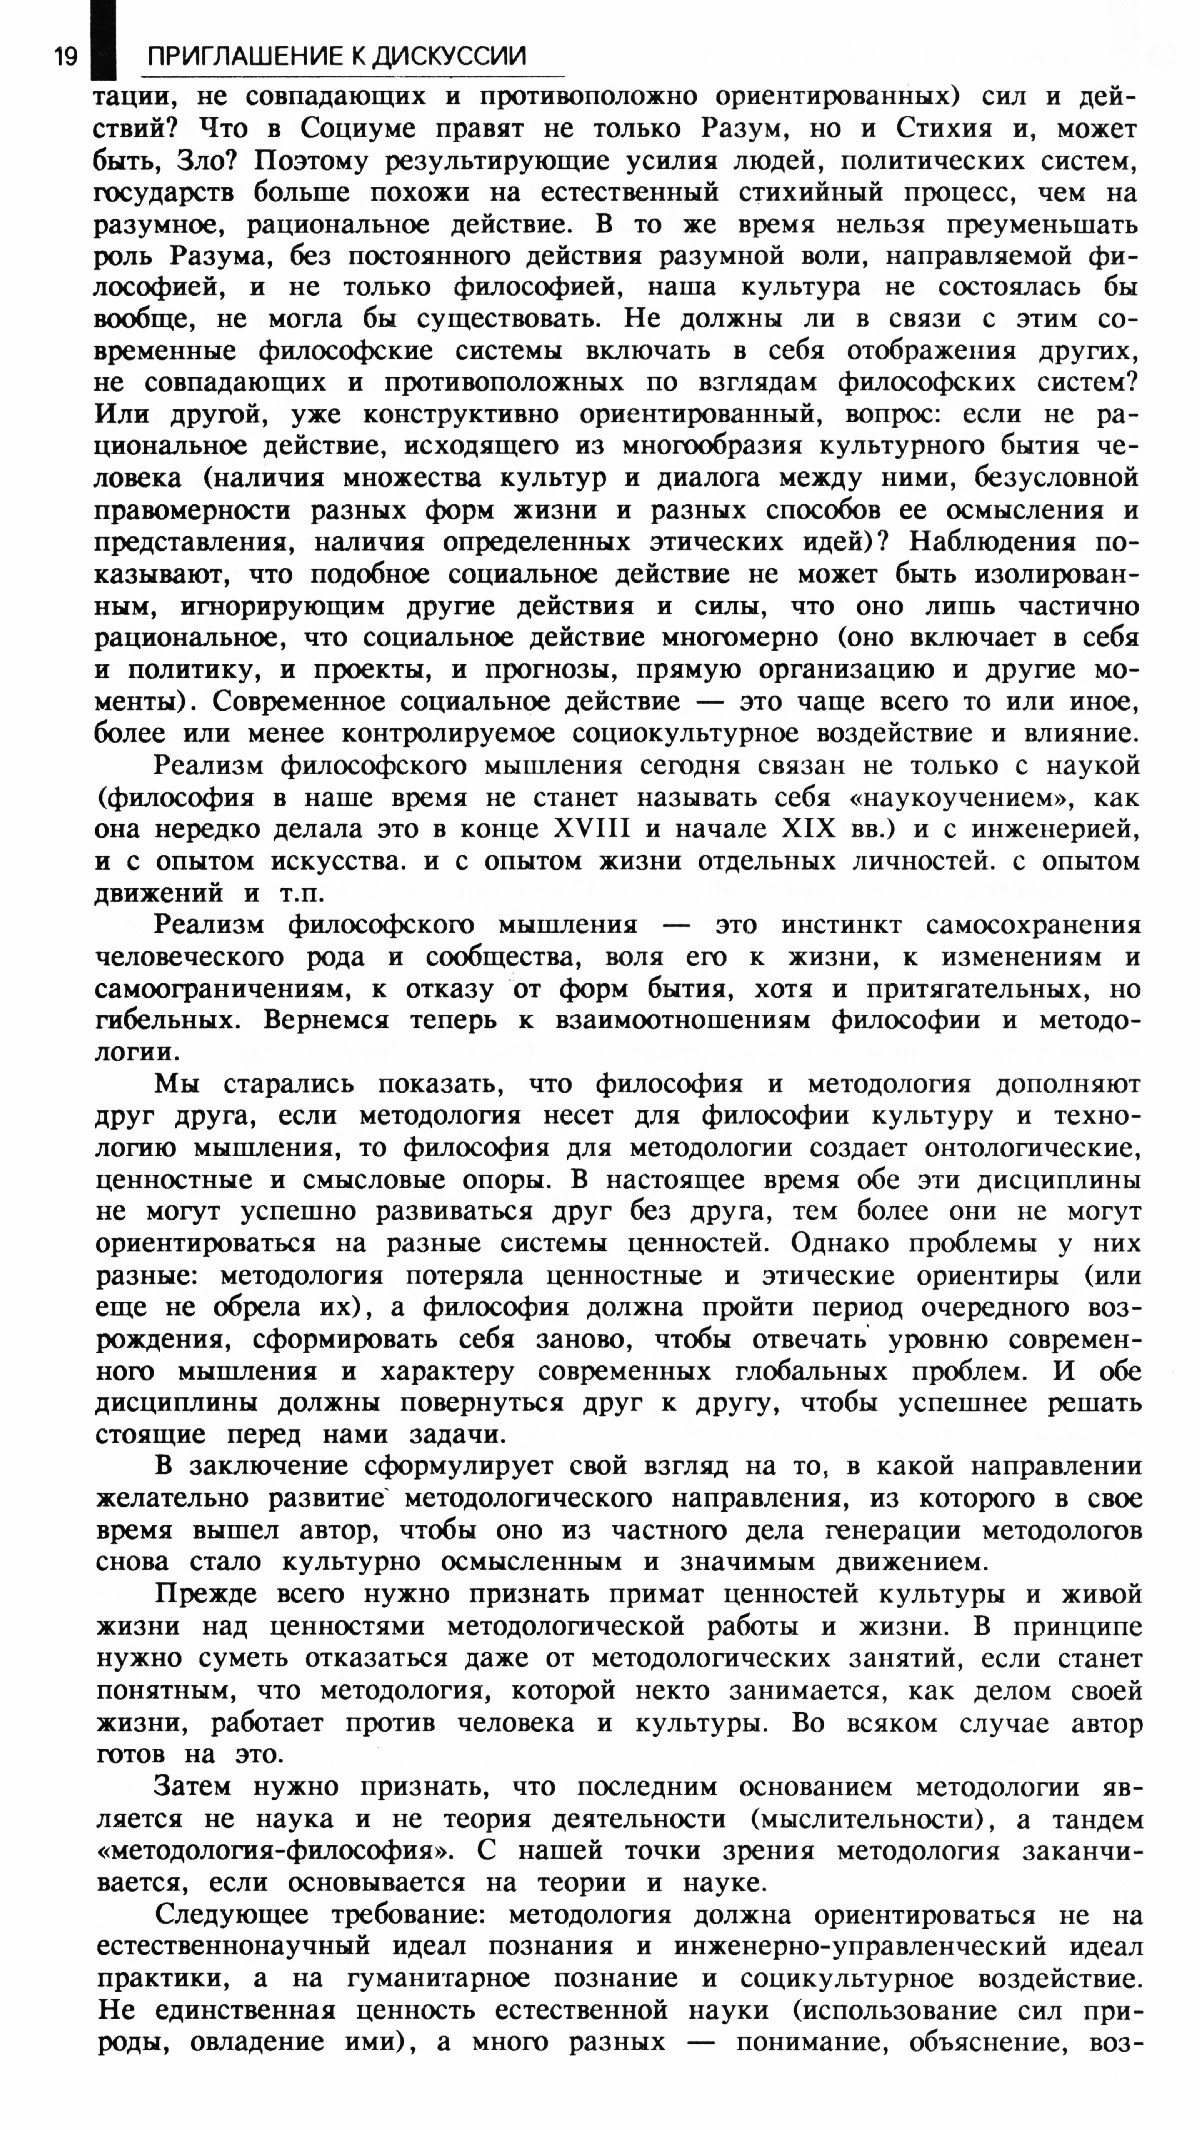 19
ПРИГЛАШЕНИЕ К ДИСКУССИИ
тации, не совпадающих и противоположно ориентированных) сил и дей-
ствий? Что в Социуме правят не только Разум, но и Стихия и, может
быть, Зло? Поэтому результирующие усилия людей, политических систем,
государств больше похожи на естественный стихийный процесс, чем на
разумное, рациональное действие. В то же время нельзя преуменьшать
роль Разума, без постоянного действия разумной воли, направляемой фи-
лософией, и не только философией, наша культура не состоялась бы
вообще, не могла бы существовать. Не должны ли в связи с этим со-
временные философские системы включать в себя отображения других,
не совпадающих и противоположных по взглядам философских систем?
Или другой, уже конструктивно ориентированный, вопрос: если не ра-
циональное действие, исходящего из многообразия культурного бытия че-
ловека (наличия множества культур и диалога между ними, безусловной
правомерности разных форм жизни и разных способов ее осмысления и
представления, наличия определенных этических идей)? Наблюдения по-
казывают, что подобное социальное действие не может быть изолирован-
ным, игнорирующим другие действия и силы, что оно лишь частично
рациональное, что социальное действие многомерно (оно включает в себя
и политику, и проекты, и прогнозы, прямую организацию и другие мо-
менты). Современное социальное действие — это чаще всего то или иное,
более или менее контролируемое социокультурное воздействие и влияние.
Реализм философского мышления сегодня связан не только с наукой
(философия в наше время не станет называть себя «наукоучением», как
она нередко делала это в конце XVIII и начале XIX вв.) и с инженерией,
и с опытом искусства. и с опытом жизни отдельных личностей. с опытом
движений и т.п.
Реализм философского мышления — это инстинкт самосохранения
человеческого рода и сообщества, воля его к жизни, к изменениям и
самоограничениям, к отказу от форм бытия, хотя и притягательных, но
гибельных. Вернемся теперь к взаимоотношениям философии и методо-
логии.
Мы старались показать, что философия и методология дополняют
друг друга, если методология несет для философии культуру и техно-
логию мышления, то философия для методологии создает онтологические,
ценностные и смысловые опоры. В настоящее время обе эти дисциплины
не могут успешно развиваться друг без друга, тем более они не могут
ориентироваться на разные системы ценностей. Однако проблемы у них
разные: методология потеряла ценностные и этические ориентиры (или
еще не обрела их), а философия должна пройти период очередного воз-
рождения, сформировать себя заново, чтобы отвечать уровню современ-
ного мышления и характеру современных глобальных проблем. И обе
дисциплины должны повернуться друг к другу, чтобы успешнее решать
стоящие перед нами задачи.
В заключение сформулирует свой взгляд на то, в какой направлении
желательно развитие методологического направления, из которого в свое
время вышел автор, чтобы оно из частного дела генерации методологов
снова стало культурно осмысленным и значимым движением.
Прежде всего нужно признать примат ценностей культуры и живой
жизни над ценностями методологической работы и жизни. В принципе
нужно суметь отказаться даже от методологических занятий, если станет
понятным, что методология, которой некто занимается, как делом своей
жизни, работает против человека и культуры. Во всяком случае автор
готов на это.
Затем нужно признать, что последним основанием методологии яв-
ляется не наука и не теория деятельности (мыслительности), а тандем
«методология-философия». С нашей точки зрения методология заканчи-
вается, если основывается на теории и науке.
Следующее требование: методология должна ориентироваться не на
естественнонаучный идеал познания и инженерно-управленческий идеал
практики, а на гуманитарное познание и социкультурное воздействие.
Не единственная ценность естественной науки (использование сил при-
роды, овладение ими), а много разных — понимание, объяснение, воз-